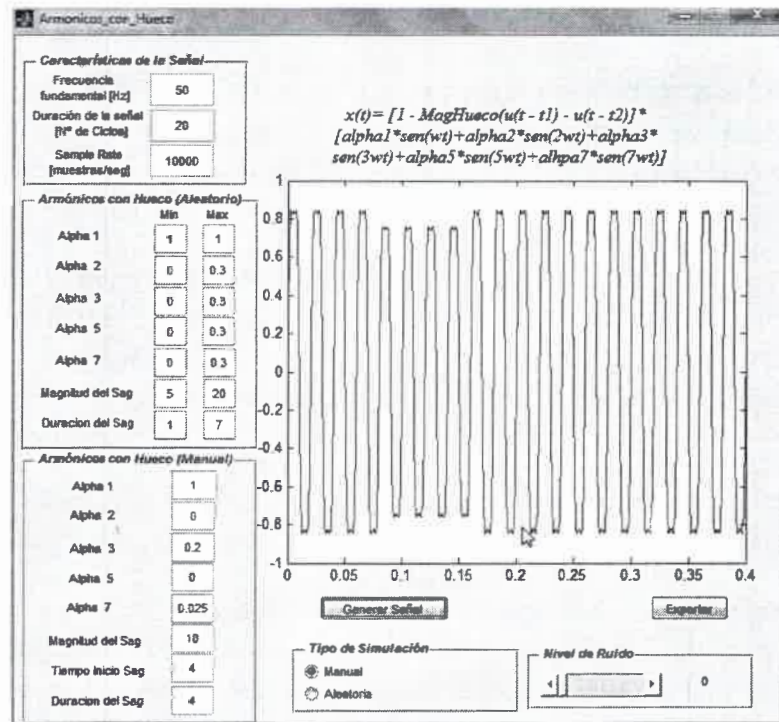 Armonicos_con_Hueco
Características de la Señal
Frecuencia
fundamental [Hz]
50
Duración de la señal
[Nº de Ciclos]
20
Sample Rate
[muestras/seg]
10000
Armónicos con Hueco (Aleatorio)
Min Max
Alpha 1 1 1
Alpha 2 0 0.3
Alpha 3 0 0.3
Alpha 5 0 0.3
Alpha 7 0 0.3
Magnitud del Sag 5 20
Duracion del Sag 1 7
Armónicos con Hueco (Manual)
Alpha 1 1
Alpha 2 0
Alpha 3 0.2
Alpha 5 0
Alpha 7 0.025
Magnitud del Sag 10
Tiempo Inicio Sag 4
Duracion del Sag 4
x(t)= [1 - MagHueco(u(t - t1) - u(t - t2)]*
[alpha1*sen(wt)+alpha2*sen(2wt)+alpha3*
sen(3wt)+alpha5*sen(5wt)+alhpa7*sen(7wt)]
1
0.8
0.6
0.4
0.2
0
-0.2
-0.4
-0.6
-0.8
-1
0 0.05 0.1 0.15 0.2 0.25 0.3 0.35 0.4
Generar Señal
Exportar
Tipo de Simulación
Manual
Aleatoria
Nivel de Ruido
0